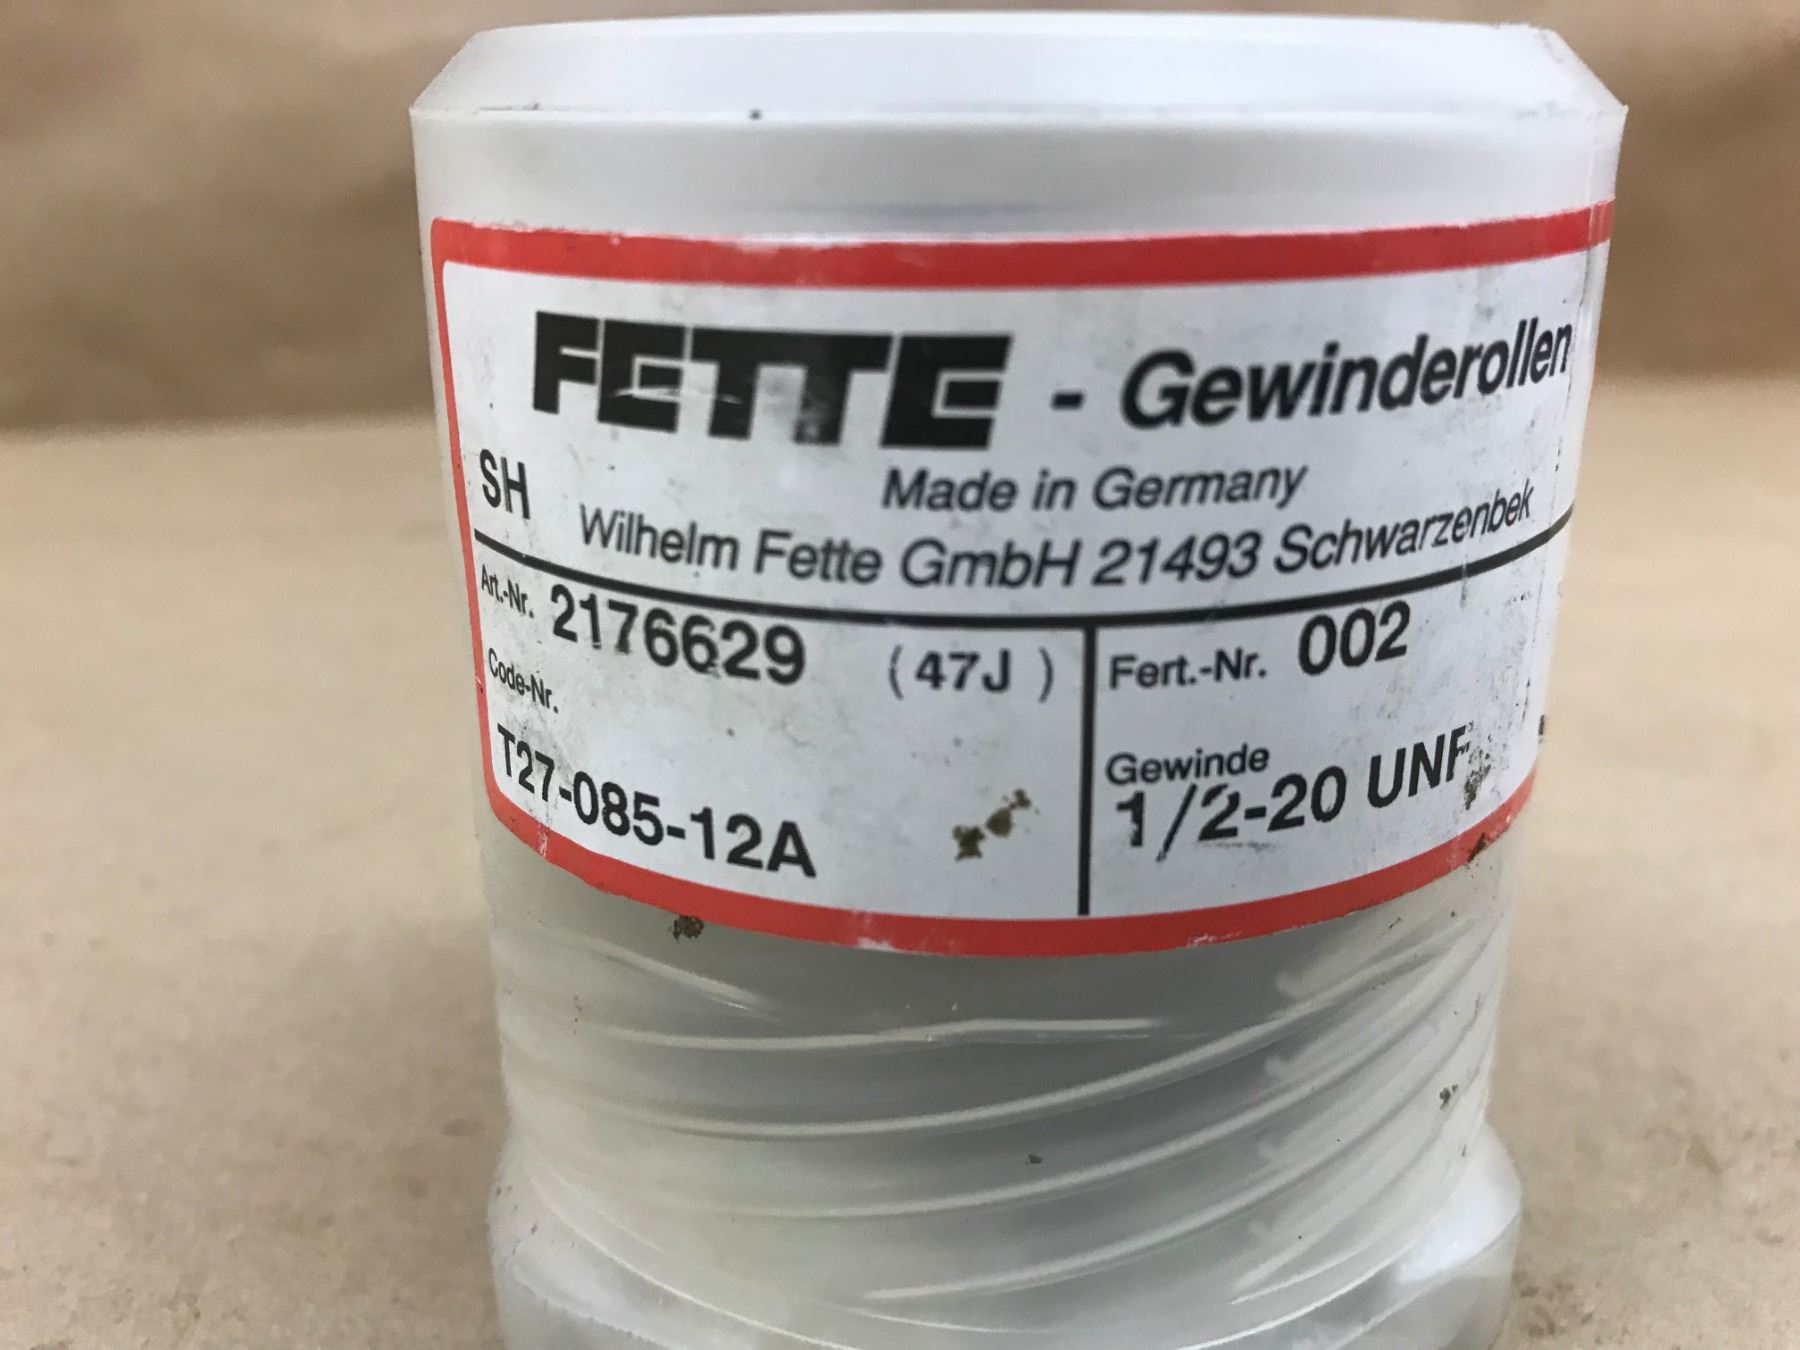 FETTE - Gewinderollen
Made in Germany
SH
Wilhelm Fette GmbH 21493 Schwarzenbek
Art.-Nr. 2176629 (47J)
Fert.-Nr. 002
Code-Nr.
T27-085-12A
Gewinde
1/2-20 UNF